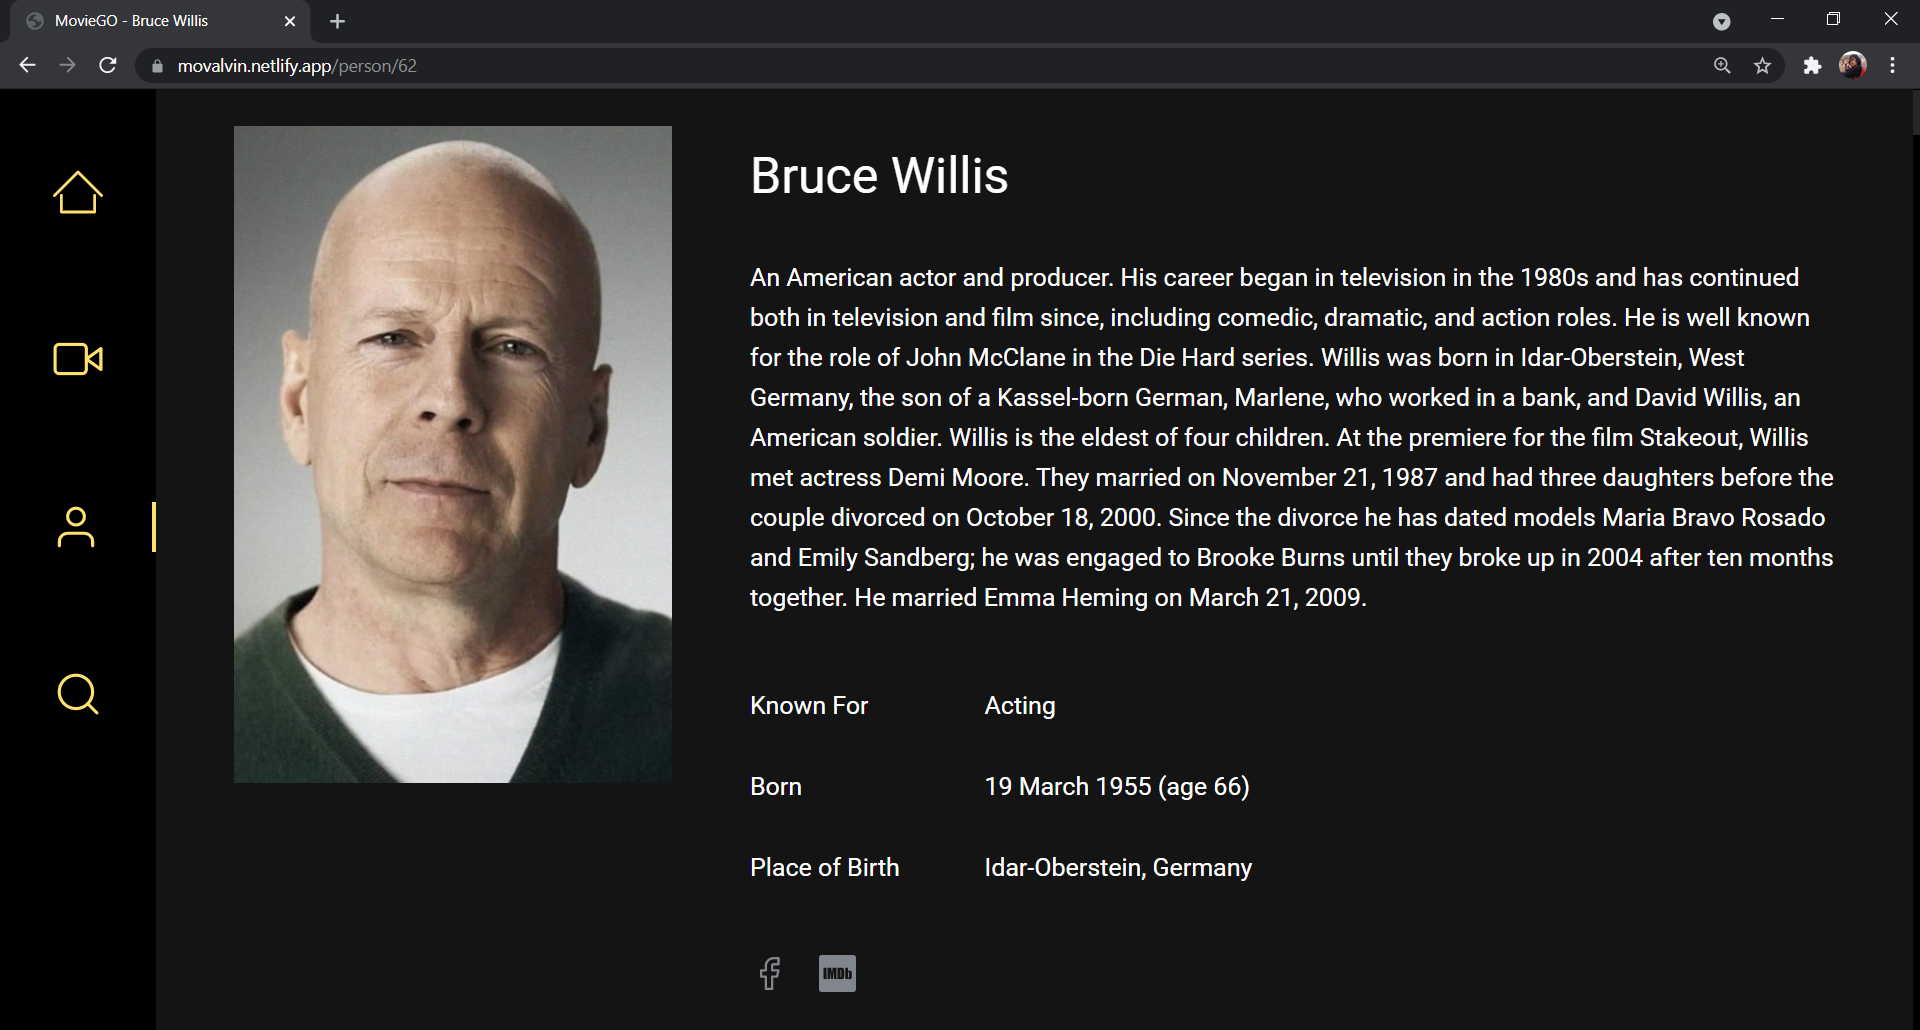 MovieGO - Bruce Willis
movalvin.netlify.app/person/62
Bruce Willis
An American actor and producer. His career began in television in the 1980s and has continued
both in television and film since, including comedic, dramatic, and action roles. He is well known
for the role of John McClane in the Die Hard series. Willis was born in Idar-Oberstein, West
Germany, the son of a Kassel-born German, Marlene, who worked in a bank, and David Willis, an
American soldier. Willis is the eldest of four children. At the premiere for the film Stakeout, Willis
met actress Demi Moore. They married on November 21, 1987 and had three daughters before the
couple divorced on October 18, 2000. Since the divorce he has dated models Maria Bravo Rosado
and Emily Sandberg; he was engaged to Brooke Burns until they broke up in 2004 after ten months
together. He married Emma Heming on March 21, 2009.
Known For Acting
Born 19 March 1955 (age 66)
Place of Birth Idar-Oberstein, Germany
IMDb